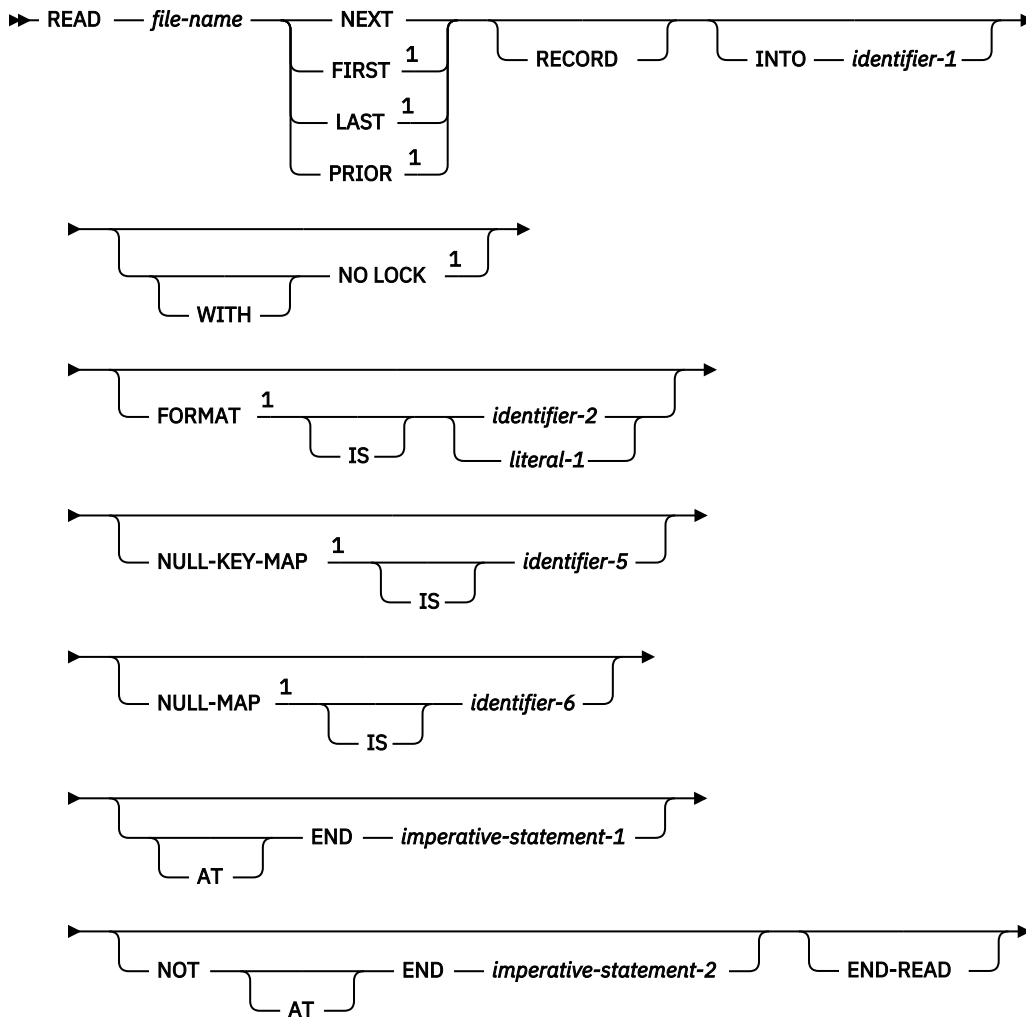 READ file-name NEXT
FIRST 1 RECORD INTO identifier-1
LAST 1
PRIOR 1
NO LOCK 1
WITH
FORMAT 1 identifier-2
IS literal-1
NULL-KEY-MAP 1 identifier-5
IS
NULL-MAP 1 identifier-6
IS
END imperative-statement-1
AT
NOT END imperative-statement-2 END-READ
AT